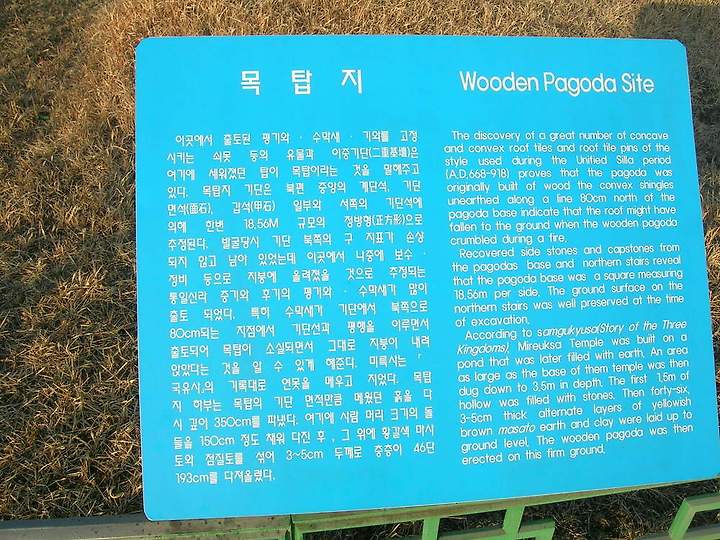 목 탑 지
이곳에서 출토된 평기와 · 수막새 · 기와를 고정
시키는 쇠못 등의 유물과 이중기단(二重基壇)은
여기에 세워졌던 탑이 목탑이라는 것을 말해주고
있다. 목탑지 기단은 북편 중앙의 계단석, 기단
면석(面石), 갑석(甲石) 일부와 서쪽의 기단석에
의해 한변 18.56M 규모의 정방형(正方形)으로
추정된다. 발굴당시 기단 북쪽의 구 지표가 손상
되지 않고 남아 있었는데 이곳에서 나중에 보수 ·
정비 등으로 지붕에 올려졌을 것으로 추정되는
통일신라 중기와 후기의 평기와 · 수막새가 많이
출토 되었다. 특히 수막새가 기단에서 북쪽으로
80cm되는 지점에서 기단선과 평행을 이루면서
출토되어 목탑이 소실되면서 그대로 지붕이 내려
앉았다는 것을 알 수 있게 해준다. 미륵사는 「
국유사」의 기록대로 연못을 메우고 지었다. 목탑
지 하부는 목탑의 기단 면적만큼 메웠던 흙을 다
시 깊이 350cm를 파냈다. 여기에 사람 머리 크기의 돌
들을 150cm 정도 채워 다진 후 , 그 위에 황갈색 마사
토와 점질토를 섞어 3~5cm 두께로 층층이 46단
193cm를 다져올렸다.
Wooden Pagoda Site
The discovery of a great number of concave
and convex roof tiles and root tile pins of the
style used during the Unified Silla period
(A.D.668-918) proves that the pagoda was
originally built of wood the convex shingles
unearthed along a line 80cm north of the
pagoda base indicate that the roof might have
fallen to the ground when the wooden pagoda
crumbled during a fire.
Recovered side stones and capstones from
the pagodas base and northern stairs reveal
that the pagoda base was a square measuring
18.56m per side. The ground surface on the
northern stairs was well preserved at the time
of excavation.
According to samgukyusa(Story of the Three
Kingdoms), Mireuksa Temple was built on a
pond that was later filled with earth. An area
as large as the base of them temple was then
dug down to 3.5m in depth. The first 1.5m of
hollow was filled with stones. Then forty-six,
3~5cm thick alternate layers of yellowish
brown masato earth and clay were laid up to
ground level. The wooden pagoda was then
erected on this firm ground.